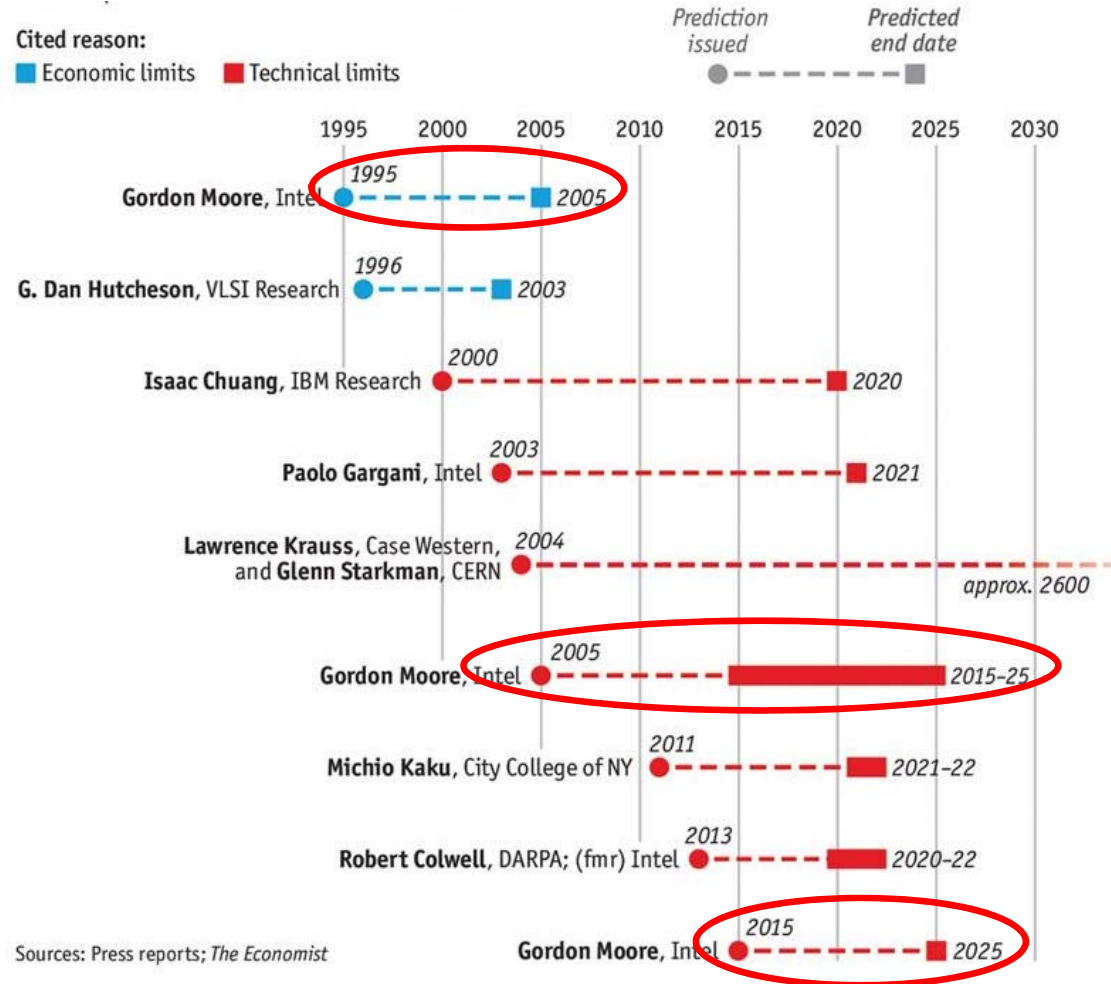 Cited reason:
Economic limits Technical limits
Prediction issued
Predicted end date
1995 2000 2005 2010 2015 2020 2025 2030
Gordon Moore, Intel 1995 2005
G. Dan Hutcheson, VLSI Research 1996 2003
Isaac Chuang, IBM Research 2000 2020
Paolo Gargani, Intel 2003 2021
Lawrence Krauss, Case Western, 2004
and Glenn Starkman, CERN
approx. 2600
Gordon Moore, Intel 2005 2015–25
Michio Kaku, City College of NY 2011 2021–22
Robert Colwell, DARPA; (fmr) Intel 2013 2020–22
Gordon Moore, Intel 2015 2025
Sources: Press reports; The Economist